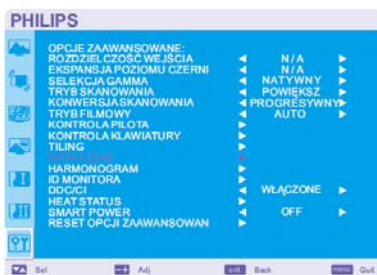 PHILIPS
OPCJE ZAAWANSOWANE:
ROZDZIELCZOŚĆ WEJŚCIA N/A
EKSPANSJA POZIOMU CZERNI N/A
SELEKCJA GAMMA NATYWNY
TRYB SKANOWANIA POWIĘKSZ
KONWERSJA SKANOWANIA PROGRESYWNY
TRYB FILMOWY AUTO
KONTROLA PILOTA
KONTROLA KLAWIATURY
TILING
HARMONOGRAM
ID MONITORA
DDC/CI WŁĄCZONE
HEAT STATUS
SMART POWER OFF
RESET OPCJI ZAAWANSOWAN
Sel Adj exit Back menu Quit